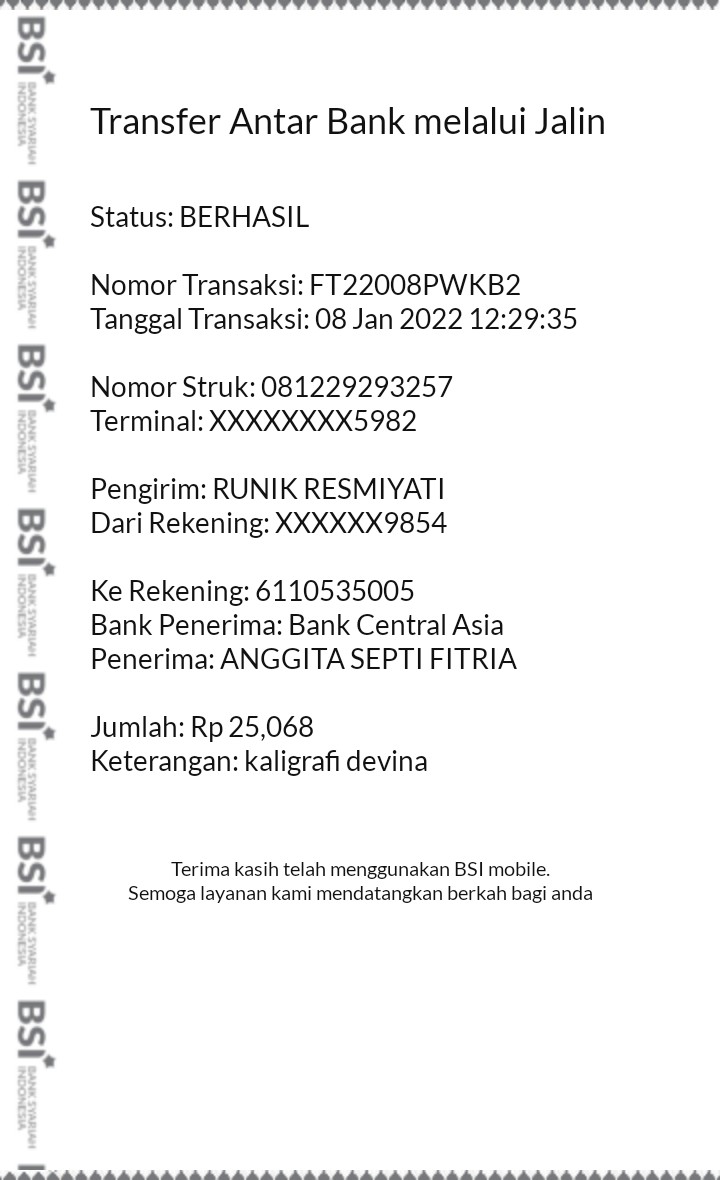 Transfer Antar Bank melalui Jalin
Status: BERHASIL
Nomor Transaksi: FT22008PWKB2
Tanggal Transaksi: 08 Jan 2022 12:29:35
Nomor Struk: 081229293257
Terminal: XXXXXXXX5982
Pengirim: RUNIK RESMIYATI
Dari Rekening: XXXXXX9854
Ke Rekening: 6110535005
Bank Penerima: Bank Central Asia
Penerima: ANGGITA SEPTI FITRIA
Jumlah: Rp 25,068
Keterangan: kaligrafi devina
Terima kasih telah menggunakan BSI mobile.
Semoga layanan kami mendatangkan berkah bagi anda
BSI
BANK SYARIAH
INDONESIA
BSI
BANK SYARIAH
INDONESIA
BSI
BANK SYARIAH
INDONESIA
BSI
BANK SYARIAH
INDONESIA
BSI
BANK SYARIAH
INDONESIA
BSI
BANK SYARIAH
INDONESIA
BSI
BANK SYARIAH
INDONESIA